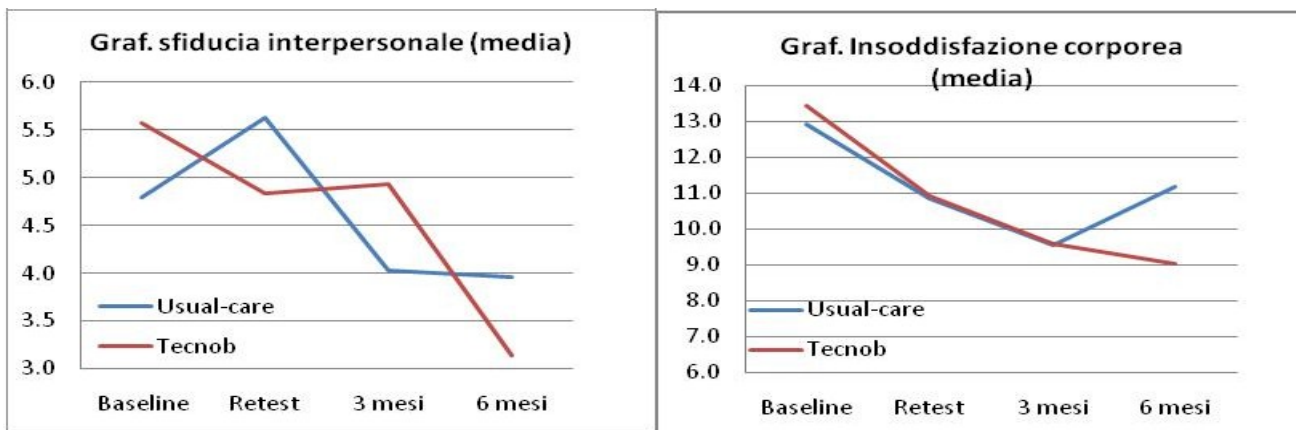 Graf. sfiducia interpersonale (media)
6.0
5.5
5.0
4.5
4.0
3.5
3.0
Usual-care
Tecnob
Baseline Retest 3 mesi 6 mesi
Graf. Insoddisfazione corporea
(media)
14.0
13.0
12.0
11.0
10.0
9.0
8.0
7.0
6.0
Usual-care
Tecnob
Baseline Retest 3 mesi 6 mesi